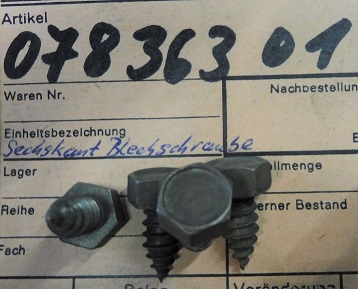 Artikel
078363 01
Waren Nr.
Nachbestellun
Einheitsbezeichnung
Sechskant Blechschraube
Lager
llmenge
Reihe
erner Bestand
Fach
Veränderung